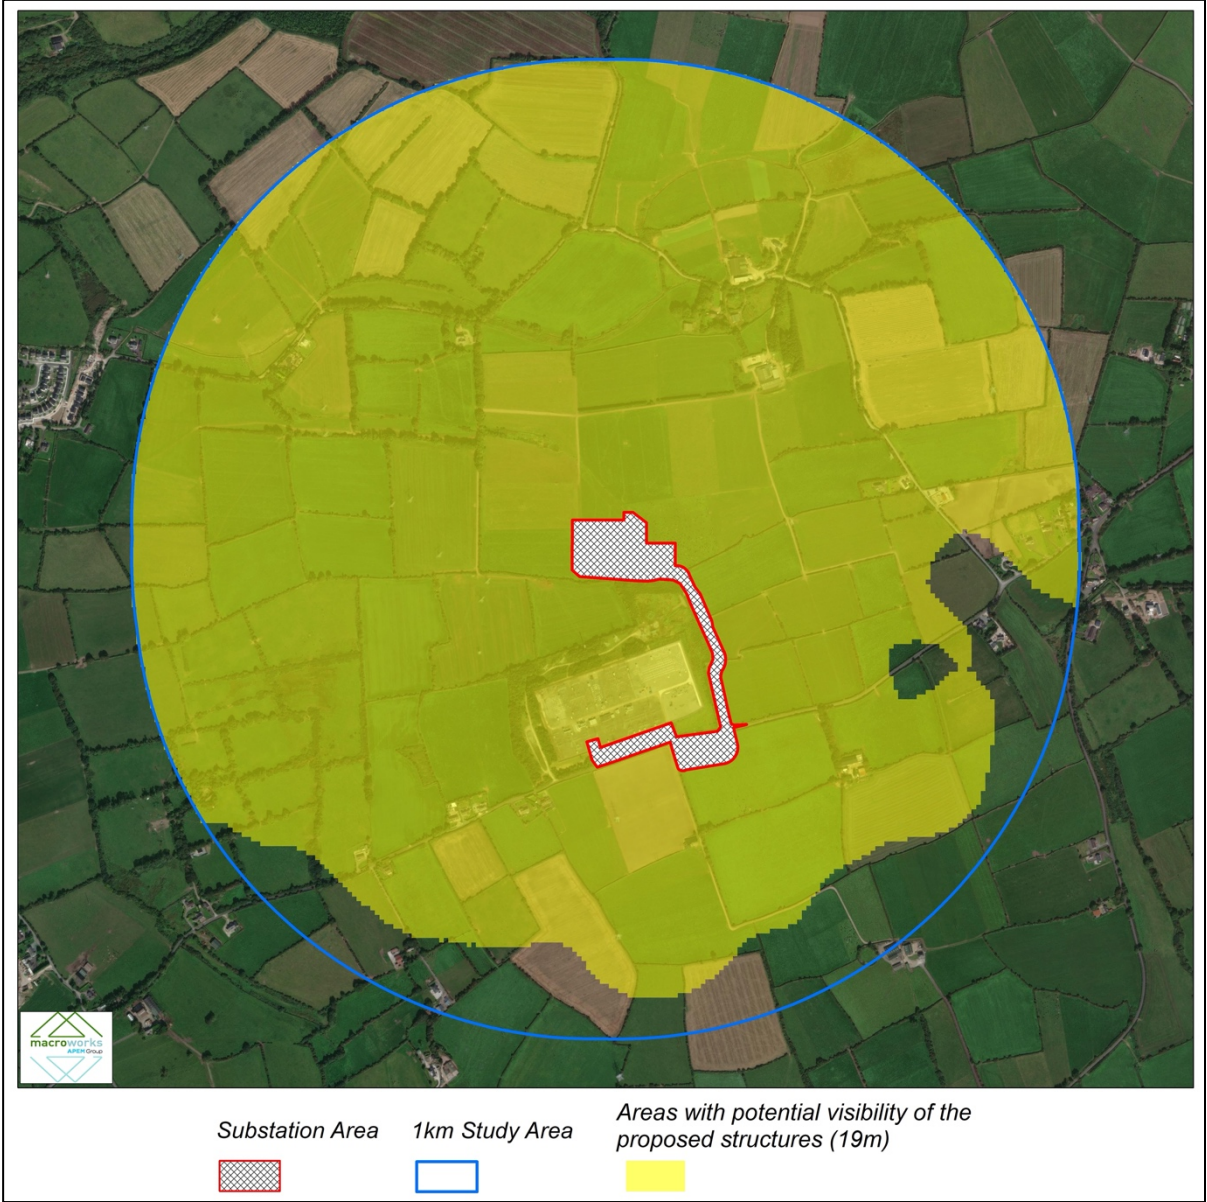 macroworks
APEM Group
Substation Area
1km Study Area
Areas with potential visibility of the
proposed structures (19m)